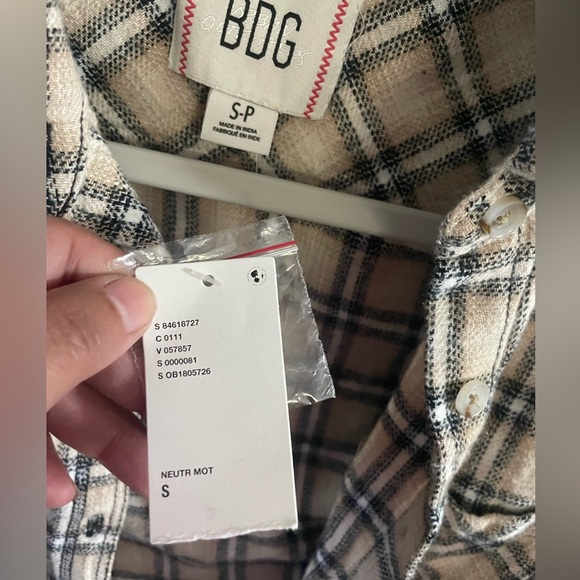 BDG
S-P
MADE IN INDIA
FABRIQUÉ EN INDE
S 84618727
C 0111
V 057857
S 0000081
S OB1805726
NEUTR MOT
S